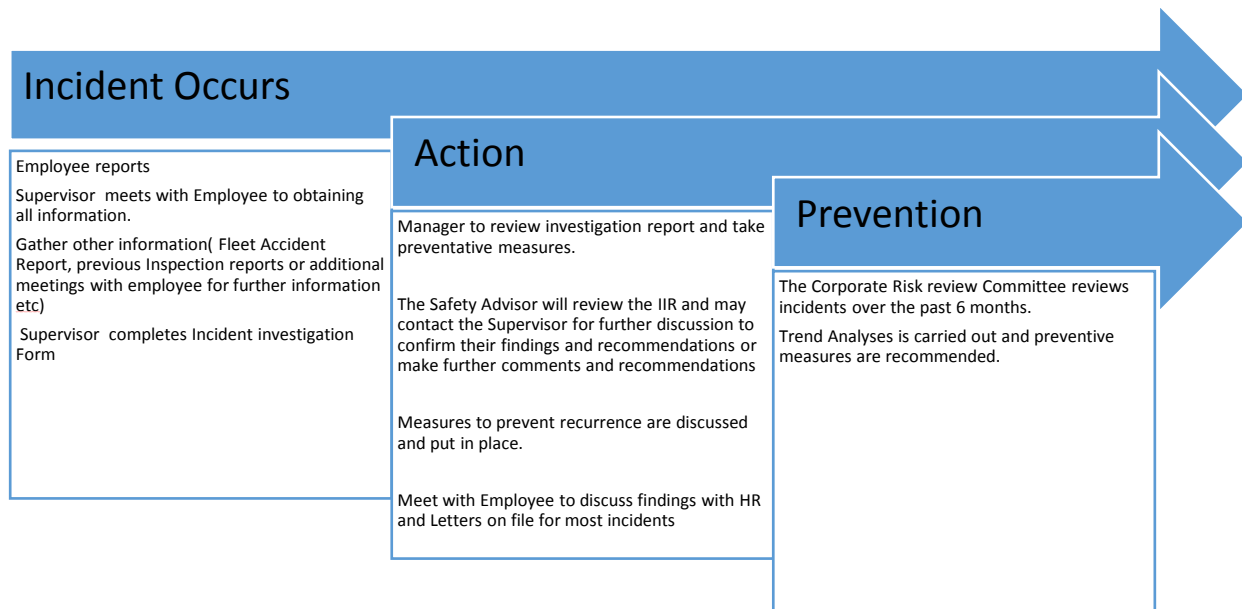 Incident Occurs
Employee reports
Supervisor  meets with Employee to obtaining
all information.
Gather other information( Fleet Accident
Report, previous Inspection reports or additional
meetings with employee for further information
etc)
Supervisor  completes Incident investigation
Form
Action
Manager to review investigation report and take
preventative measures.
The Safety Advisor will review the IIR and may
contact the Supervisor for further discussion to
confirm their findings and recommendations or
make further comments and recommendations
Measures to prevent recurrence are discussed
and put in place.
Meet with Employee to discuss findings with HR
and Letters on file for most incidents
Prevention
The Corporate Risk review Committee reviews
incidents over the past 6 months.
Trend Analyses is carried out and preventive
measures are recommended.